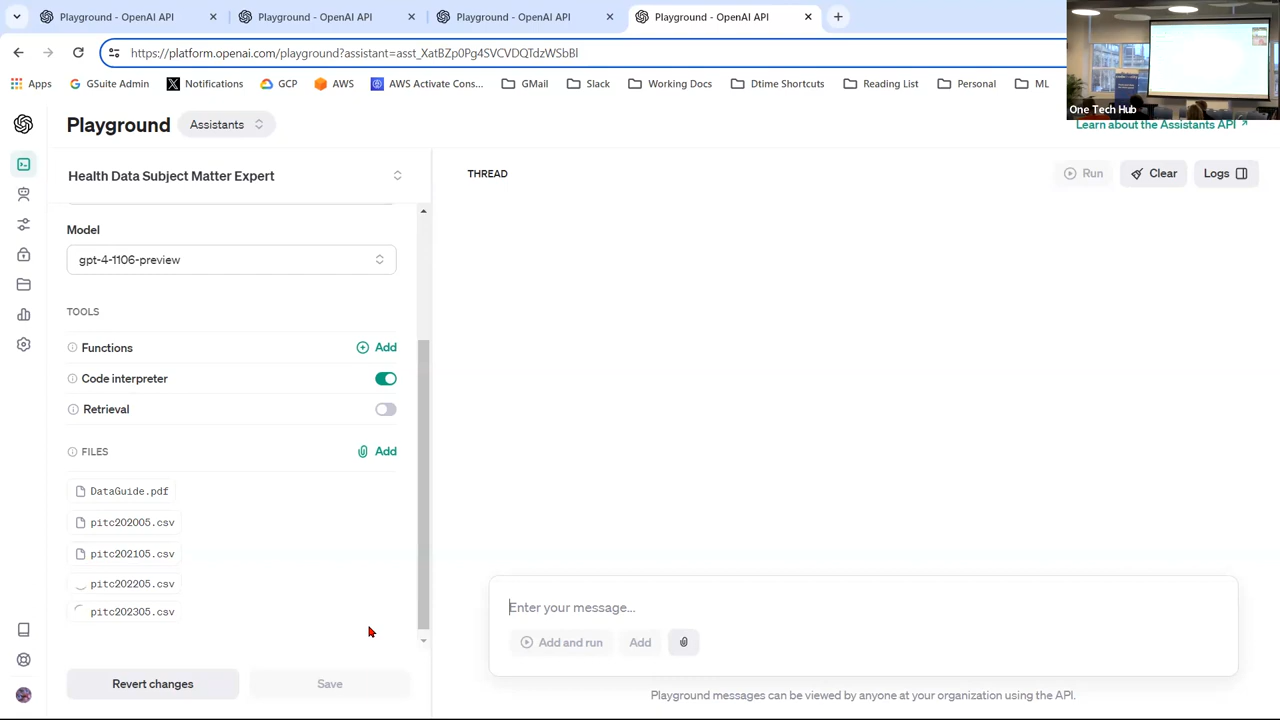 Playground - OpenAI API
Playground - OpenAI API
Playground - OpenAI API
Playground - OpenAI API
https://platform.openai.com/playground?assistant=asst_XatBZp0Pg4SVCVDQTdzW3bBl
Apps
GSuite Admin
Notifications
GCP
AWS
AWS Activate Cons...
GMail
Slack
Working Docs
Dtime Shortcuts
Reading List
Personal
ML
One Tech Hub
Playground
Assistants
Learn about the Assistants API
Health Data Subject Matter Expert
THREAD
Run
Clear
Logs
Model
gpt-4-1106-preview
TOOLS
Functions
Add
Code interpreter
Retrieval
FILES
Add
DataGuide.pdf
pitc202005.csv
pitc202105.csv
pitc202205.csv
pitc202305.csv
Enter your message...
Add and run
Add
Revert changes
Save
Playground messages can be viewed by anyone at your organization using the API.